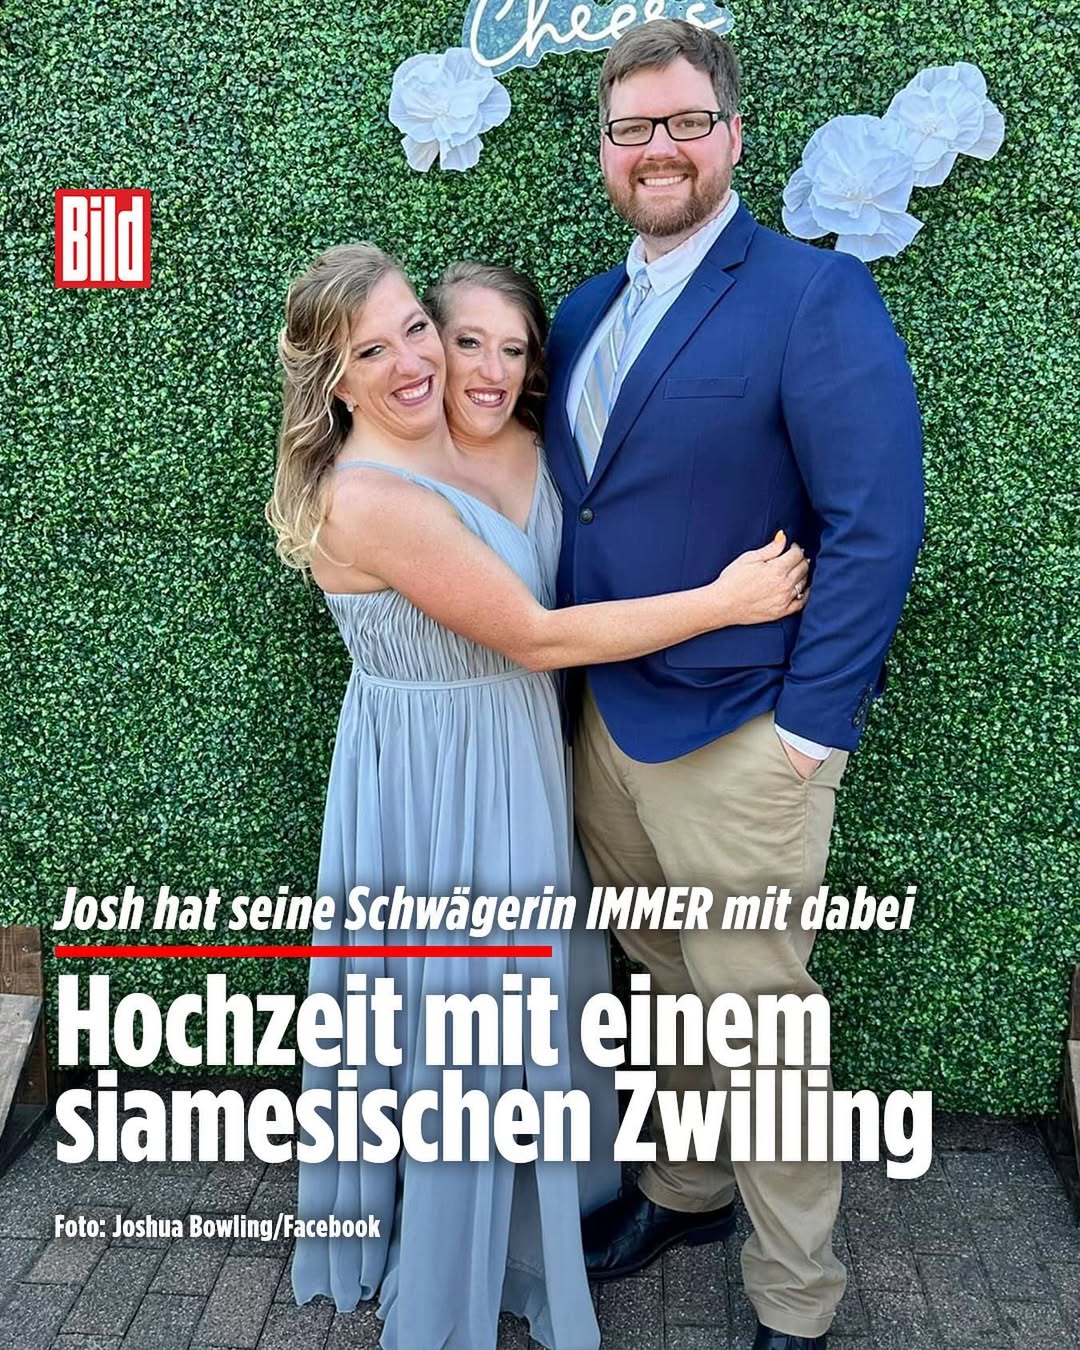 Cheers
Bild
Josh hat seine Schwägerin IMMER mit dabei
Hochzeit mit einem
siamesischen Zwilling
Foto: Joshua Bowling/Facebook